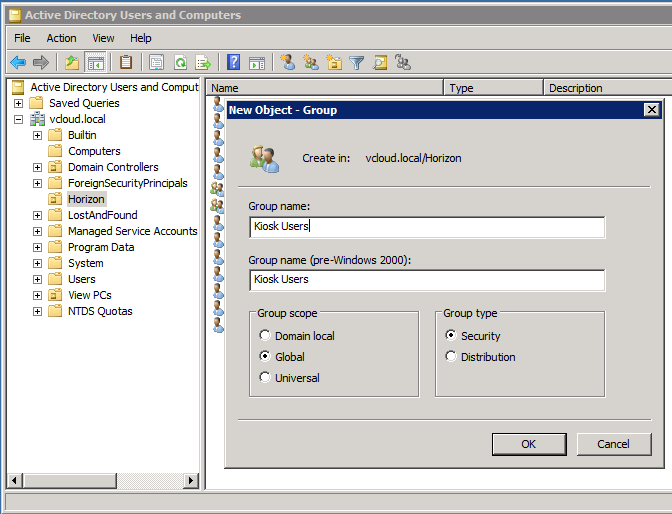 Active Directory Users and Computers
File Action View Help
Active Directory Users and Comput
Saved Queries
vcloud.local
Builtin
Computers
Domain Controllers
ForeignSecurityPrincipals
Horizon
LostAndFound
Managed Service Accounts
Program Data
System
Users
View PCs
NTDS Quotas
Name Type Description
New Object - Group
Create in: vcloud.local/Horizon
Group name:
Kiosk Users
Group name (pre-Windows 2000):
Kiosk Users
Group scope
Domain local
Global
Universal
Group type
Security
Distribution
OK Cancel